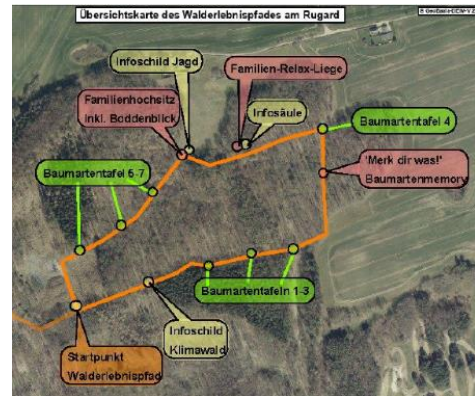 Übersichtskarte des Walderlebnispfades am Rugard
Infoschild Jagd
Familien-Relax-Liege
Familienhochsitz
inkl. Boddenblick
Infosäule
Baumartentafel 4
Baumartentafel 5-7
'Merk dir was!'
Baumartenmemory
Baumartentafeln 1-3
Infoschild
Klimawald
Startpunkt
Walderlebnispfad